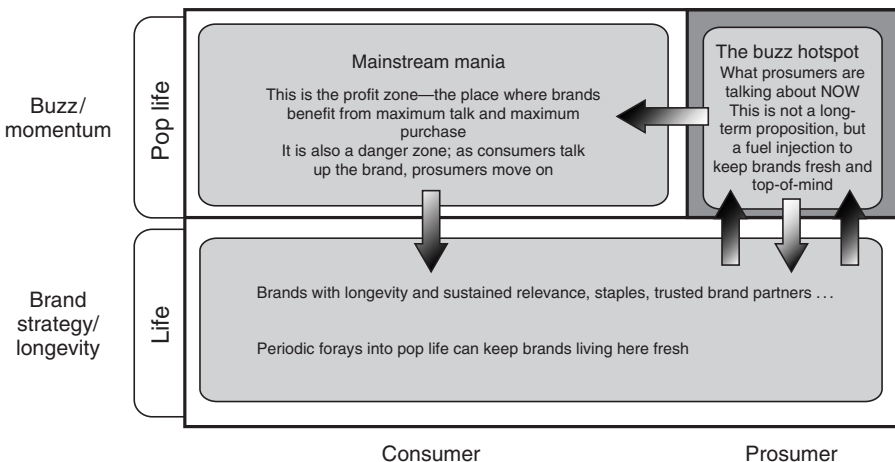 Buzz/
momentum
Pop life
Mainstream mania
This is the profit zone—the place where brands
benefit from maximum talk and maximum
purchase
It is also a danger zone; as consumers talk
up the brand, prosumers move on
The buzz hotspot
What prosumers are
talking about NOW
This is not a long-
term proposition, but
a fuel injection to
keep brands fresh and
top-of-mind
Brand
strategy/
longevity
Life
Brands with longevity and sustained relevance, staples, trusted brand partners . . .
Periodic forays into pop life can keep brands living here fresh
Consumer
Prosumer